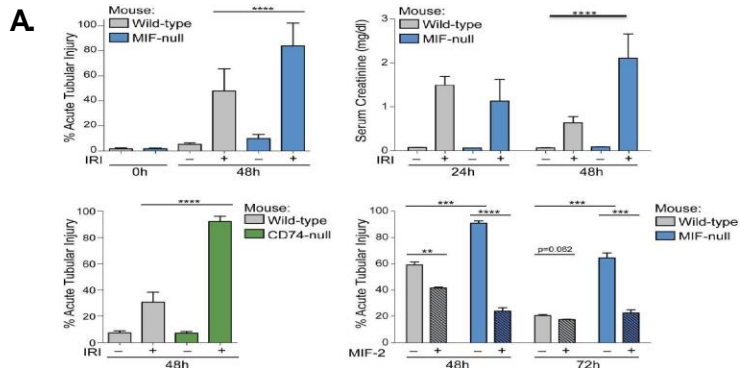 A.
Mouse:
Wild-type
MIF-null
****
% Acute Tubular Injury
80
60
40
20
0
IRI – + – +
0h 48h
Mouse:
Wild-type
MIF-null
****
Serum Creatinine (mg/dl)
3
2
1
0
IRI – + – + – + – +
24h 48h
Mouse:
Wild-type
CD74-null
****
% Acute Tubular Injury
100
80
60
40
20
0
IRI – + – +
48h
Mouse:
Wild-type
MIF-null
*** ***
**** ***
** p=0.062
% Acute Tubular Injury
100
80
60
40
20
0
MIF-2 – + – + – + – +
48h 72h